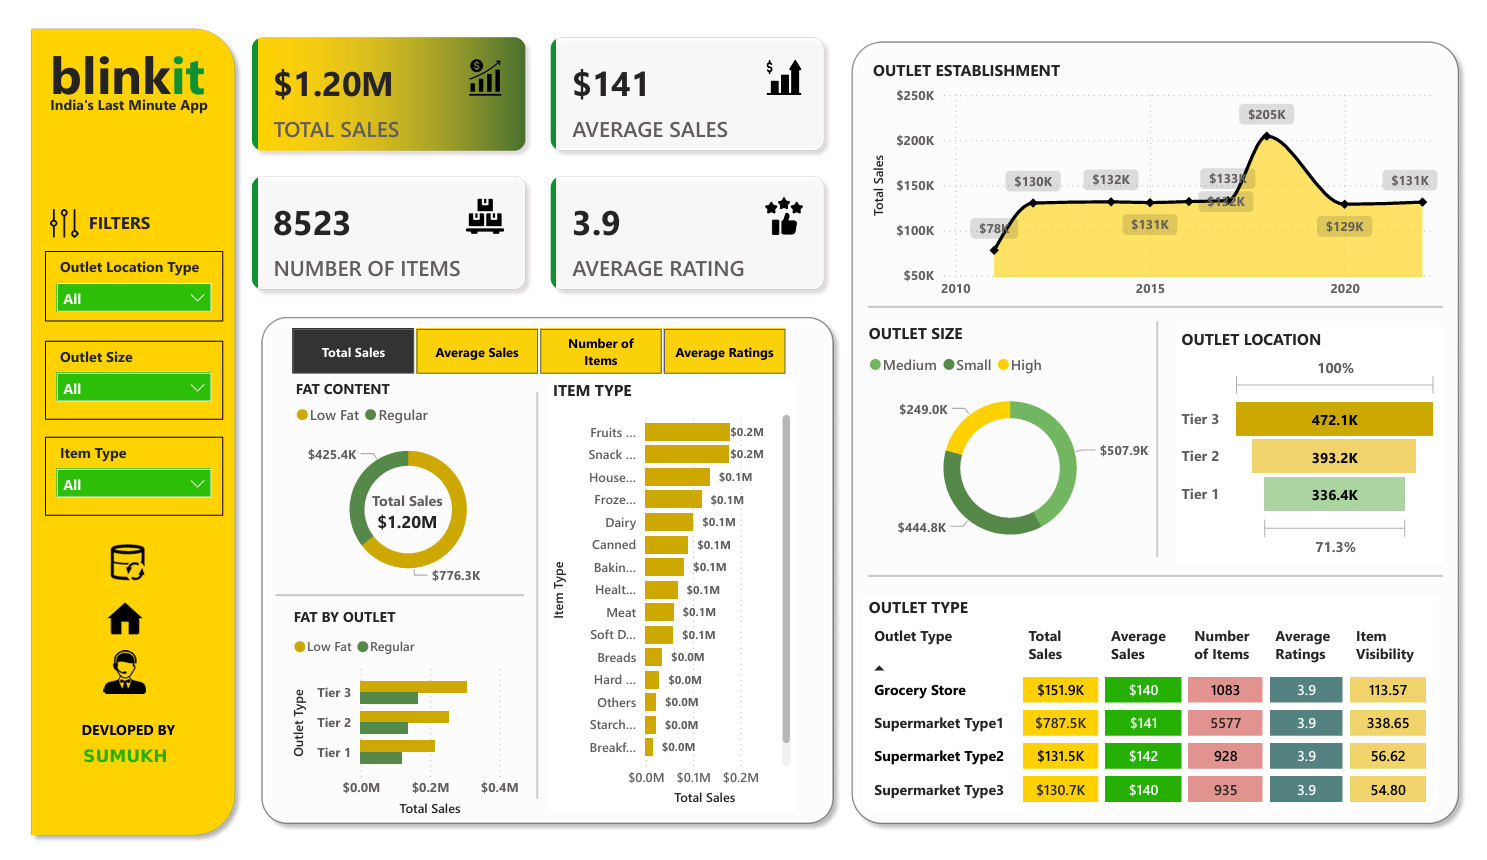 blinkit
India's Last Minute App
FILTERS
Outlet Location Type
All
Outlet Size
All
Item Type
All
DEVLOPED BY
SUMUKH
$1.20M
TOTAL SALES
$141
AVERAGE SALES
8523
NUMBER OF ITEMS
3.9
AVERAGE RATING
Total Sales
Average Sales
Number of
Items
Average Ratings
FAT CONTENT
Low Fat Regular
$425.4K
Total Sales
$1.20M
$776.3K
FAT BY OUTLET
Low Fat Regular
Outlet Type
Tier 3
Tier 2
Tier 1
$0.0M $0.2M $0.4M
Total Sales
ITEM TYPE
Item Type
Fruits ... $0.2M
Snack ... $0.2M
House... $0.1M
Froze... $0.1M
Dairy $0.1M
Canned $0.1M
Bakin... $0.1M
Healt... $0.1M
Meat $0.1M
Soft D... $0.1M
Breads $0.0M
Hard ... $0.0M
Others $0.0M
Starch... $0.0M
Breakf... $0.0M
$0.0M $0.1M $0.2M
Total Sales
OUTLET ESTABLISHMENT
Total Sales
$250K
$200K
$150K
$100K
$50K
$78K
$130K
$132K
$131K
$133K
$132K
$205K
$129K
$131K
2010 2015 2020
OUTLET SIZE
Medium Small High
$249.0K
$507.9K
$444.8K
OUTLET LOCATION
100%
Tier 3 472.1K
Tier 2 393.2K
Tier 1 336.4K
71.3%
OUTLET TYPE
Outlet Type Total Sales Average Sales Number of Items Average Ratings Item Visibility
Grocery Store $151.9K $140 1083 3.9 113.57
Supermarket Type1 $787.5K $141 5577 3.9 338.65
Supermarket Type2 $131.5K $142 928 3.9 56.62
Supermarket Type3 $130.7K $140 935 3.9 54.80